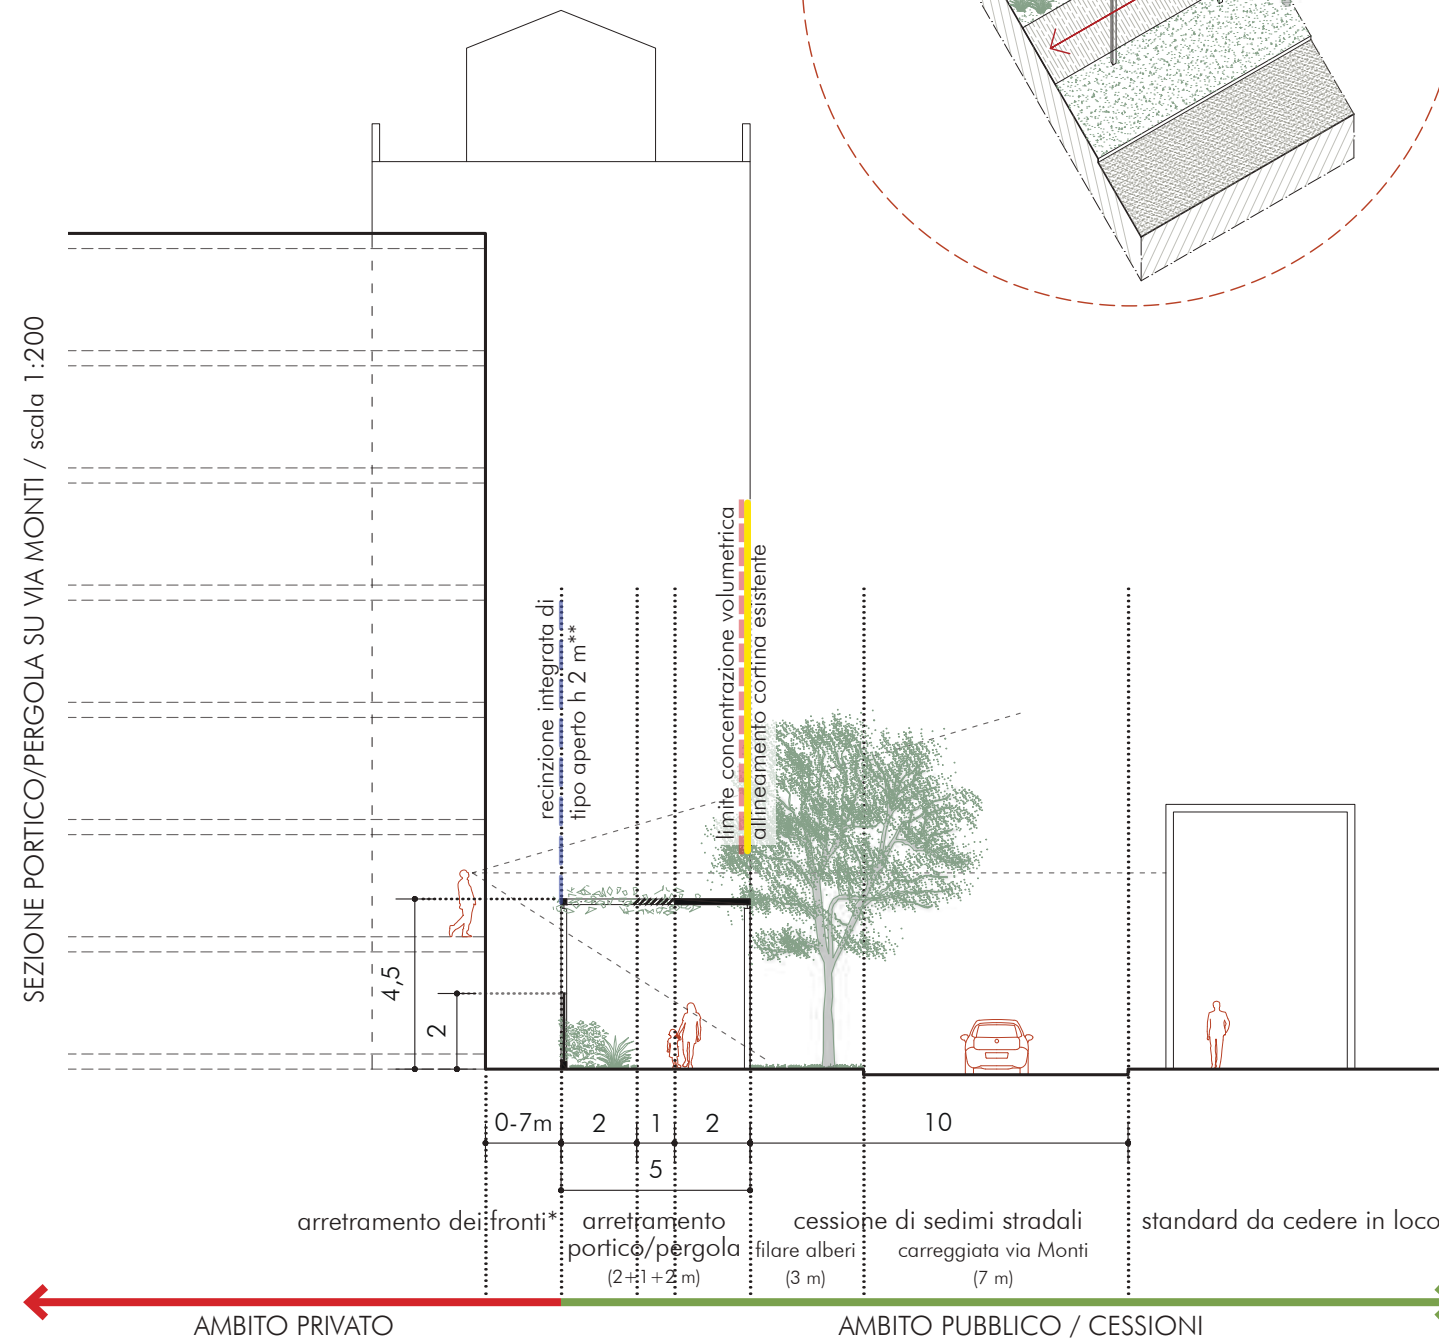 SEZIONE PORTICO/PERGOLA SU VIA MONTI / scala 1:200
recinzione integrata di
tipo aperto h 2 m**
limite concentrazione volumetrica
allineamento cortina esistente
4,5
2
0-7m
2
1
2
10
5
arretramento dei fronti*
arretramento
portico/pergola
(2+1+2 m)
cessione di sedimi stradali
filare alberi
(3 m)
carreggiata via Monti
(7 m)
standard da cedere in loco
AMBITO PRIVATO
AMBITO PUBBLICO / CESSIONI